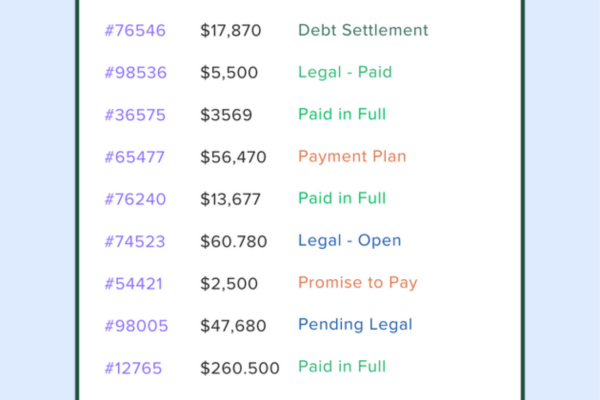 #76546 $17,870 Debt Settlement
#98536 $5,500 Legal - Paid
#36575 $3569 Paid in Full
#65477 $56,470 Payment Plan
#76240 $13,677 Paid in Full
#74523 $60.780 Legal - Open
#54421 $2,500 Promise to Pay
#98005 $47,680 Pending Legal
#12765 $260.500 Paid in Full